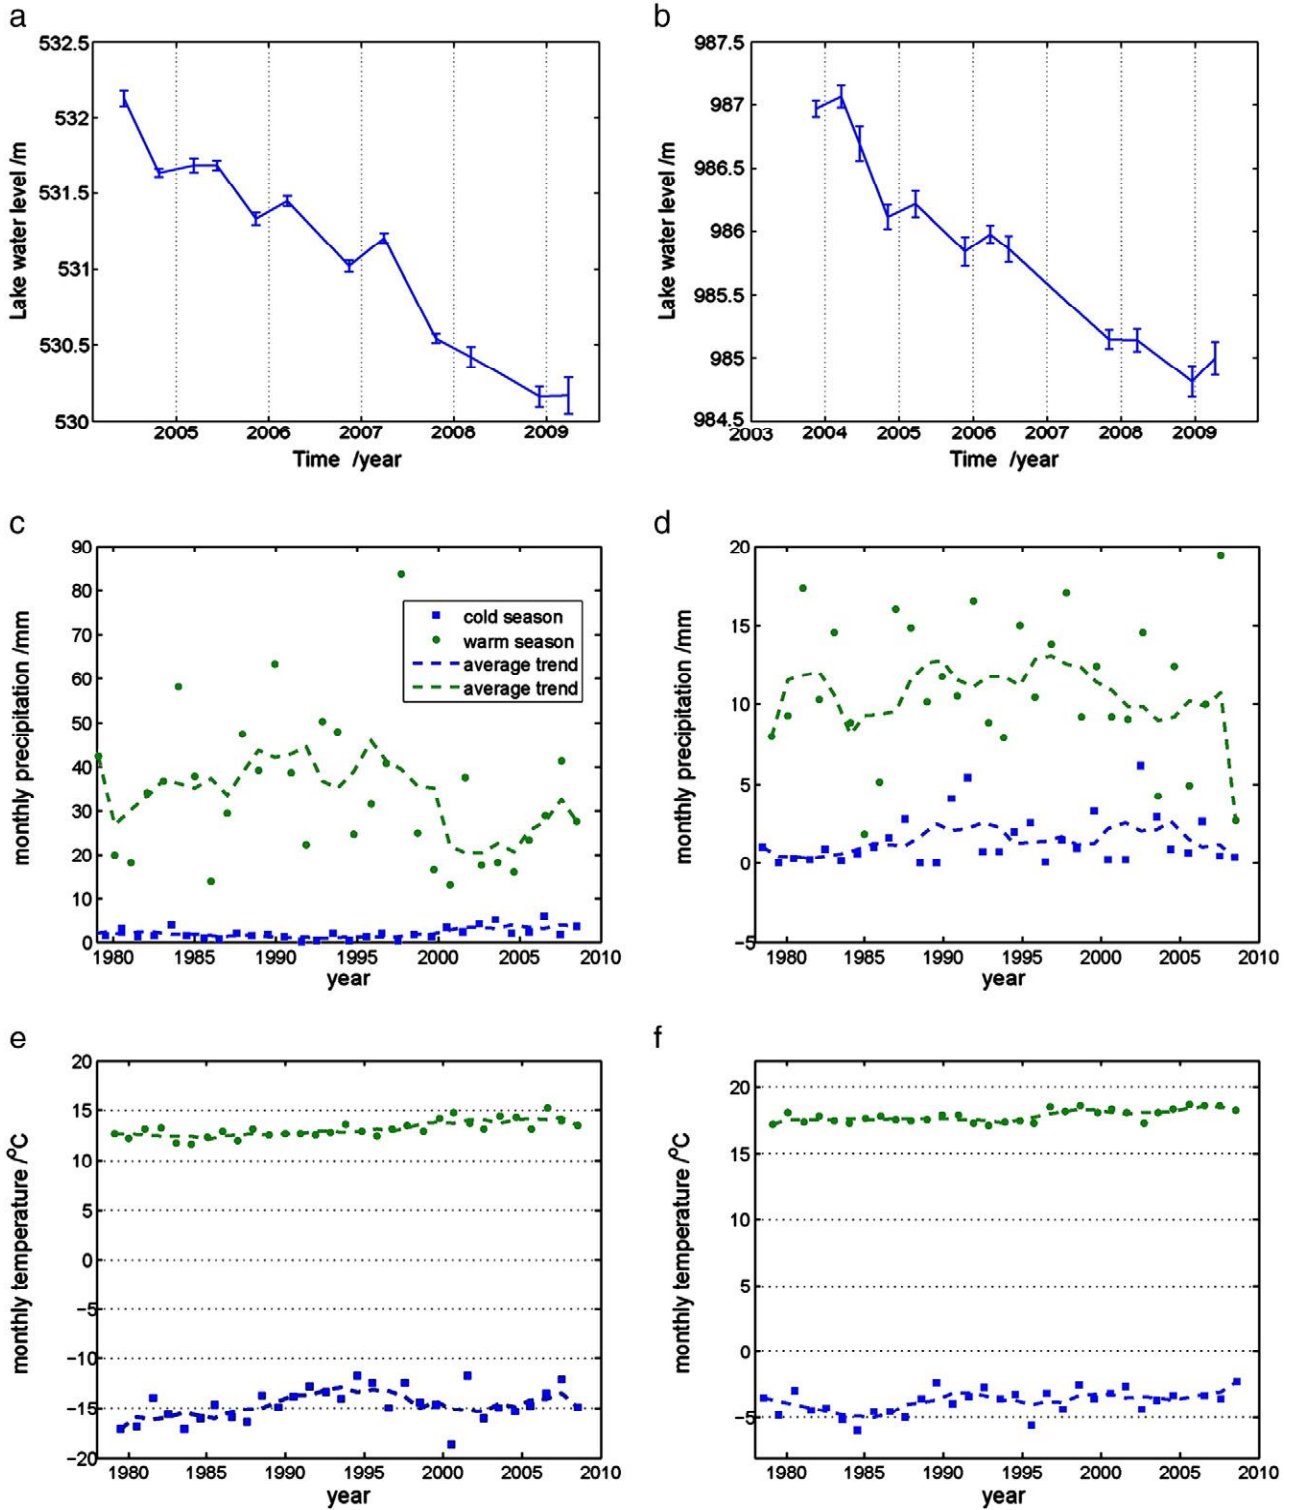 a
b
532.5
532
531.5
531
530.5
530
Lake water level /m
2005 2006 2007 2008 2009
Time /year
987.5
987
986.5
986
985.5
985
984.5
Lake water level /m
2003 2004 2005 2006 2007 2008 2009
Time /year
c
d
90
80
70
60
50
40
30
20
10
0
monthly precipitation /mm
cold season
warm season
average trend
average trend
1980 1985 1990 1995 2000 2005 2010
year
20
15
10
5
0
−5
monthly precipitation /mm
1980 1985 1990 1995 2000 2005 2010
year
e
f
20
15
10
5
0
−5
−10
−15
−20
monthly temperature /°C
1980 1985 1990 1995 2000 2005 2010
year
20
15
10
5
0
−5
monthly temperature /°C
1980 1985 1990 1995 2000 2005 2010
year